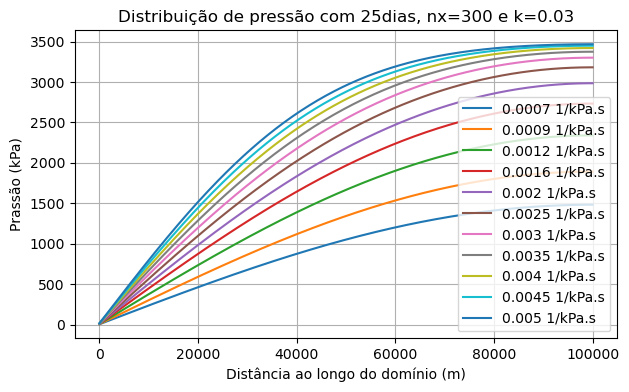 Distribuição de pressão com 25dias, nx=300 e k=0.03
Prassão (kPa)
3500
3000
2500
2000
1500
1000
500
0
0.0007 1/kPa.s
0.0009 1/kPa.s
0.0012 1/kPa.s
0.0016 1/kPa.s
0.002 1/kPa.s
0.0025 1/kPa.s
0.003 1/kPa.s
0.0035 1/kPa.s
0.004 1/kPa.s
0.0045 1/kPa.s
0.005 1/kPa.s
0 20000 40000 60000 80000 100000
Distância ao longo do domínio (m)